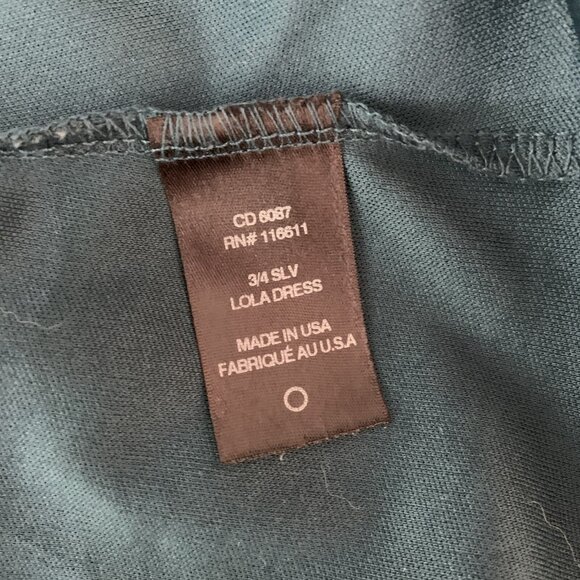 CD 6087
RN# 116611
3/4 SLV
LOLA DRESS
MADE IN USA
FABRIQUÉ AU U.S.A